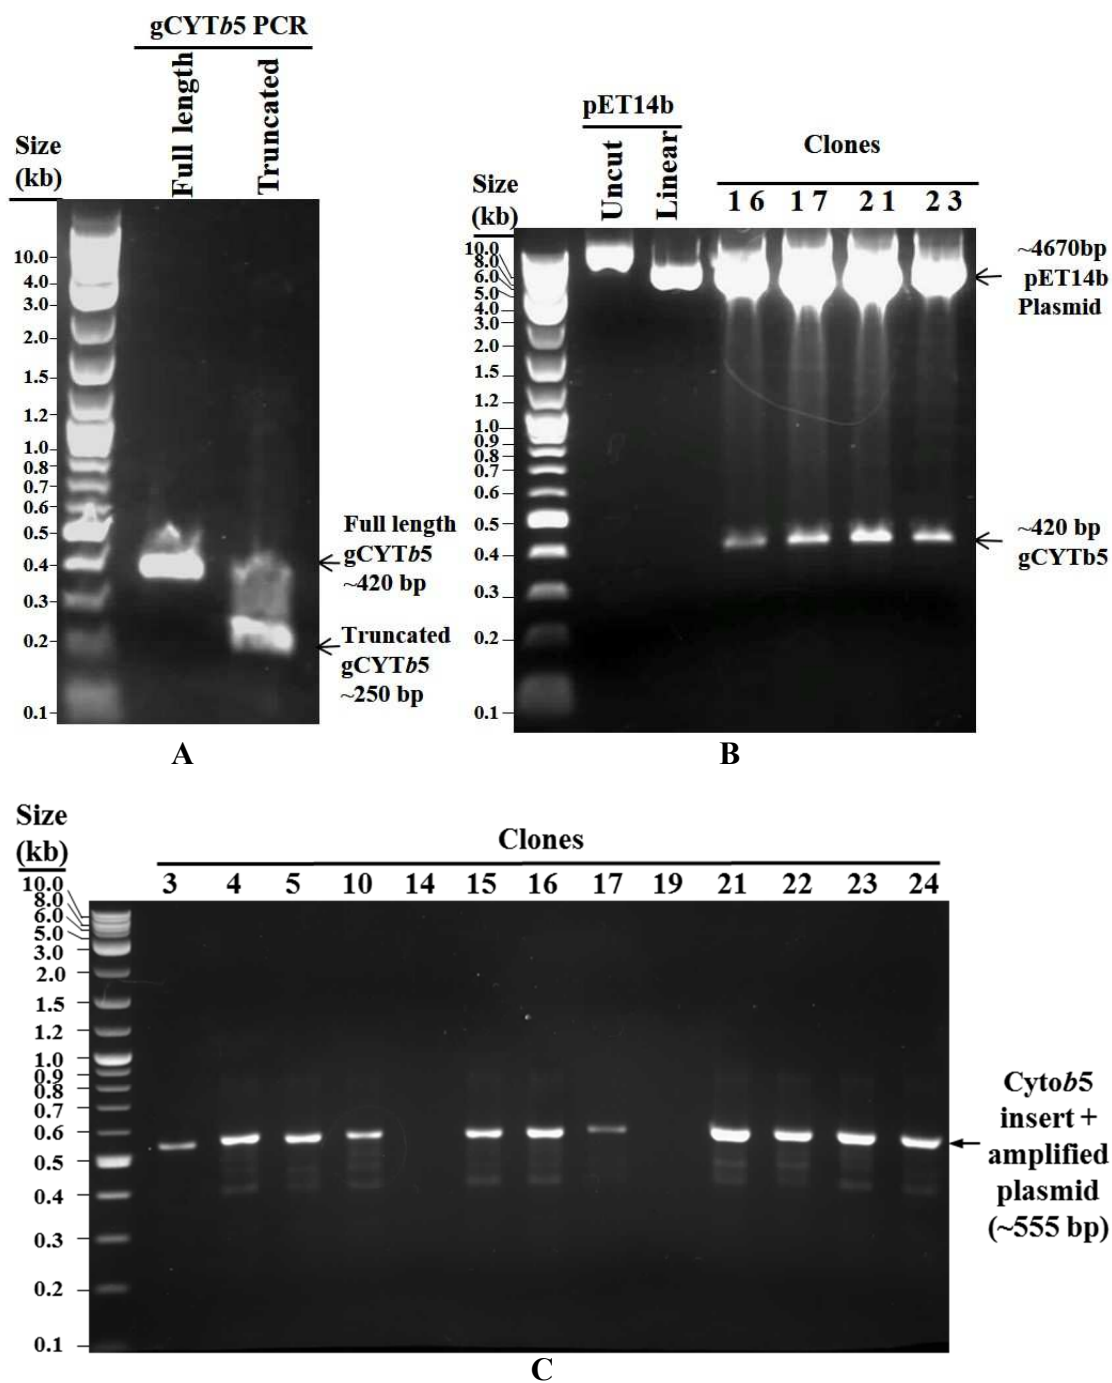 gCYTb5 PCR
Full length
Truncated
Size
(kb)
10.0
4.0
3.0
2.0
1.5
1.2
1.0
0.8
0.7
0.6
0.5
0.4
0.3
0.2
0.1
Full length
gCYTb5
~420 bp
Truncated
gCYTb5
~250 bp
A
pET14b
Uncut
Linear
Clones
16 17 21 23
Size
(kb)
10.0
8.0
6.0
5.0
4.0
3.0
2.0
1.5
1.2
1.0
0.9
0.8
0.7
0.6
0.5
0.4
0.3
0.2
0.1
~4670bp
pET14b
Plasmid
~420 bp
gCYTb5
B
Size
(kb)
Clones
3 4 5 10 14 15 16 17 19 21 22 23 24
10.0
8.0
6.0
5.0
3.0
2.0
1.5
1.2
1.0
0.9
0.8
0.7
0.6
0.5
0.4
0.3
0.2
0.1
Cytob5
insert +
amplified
plasmid
(~555 bp)
C